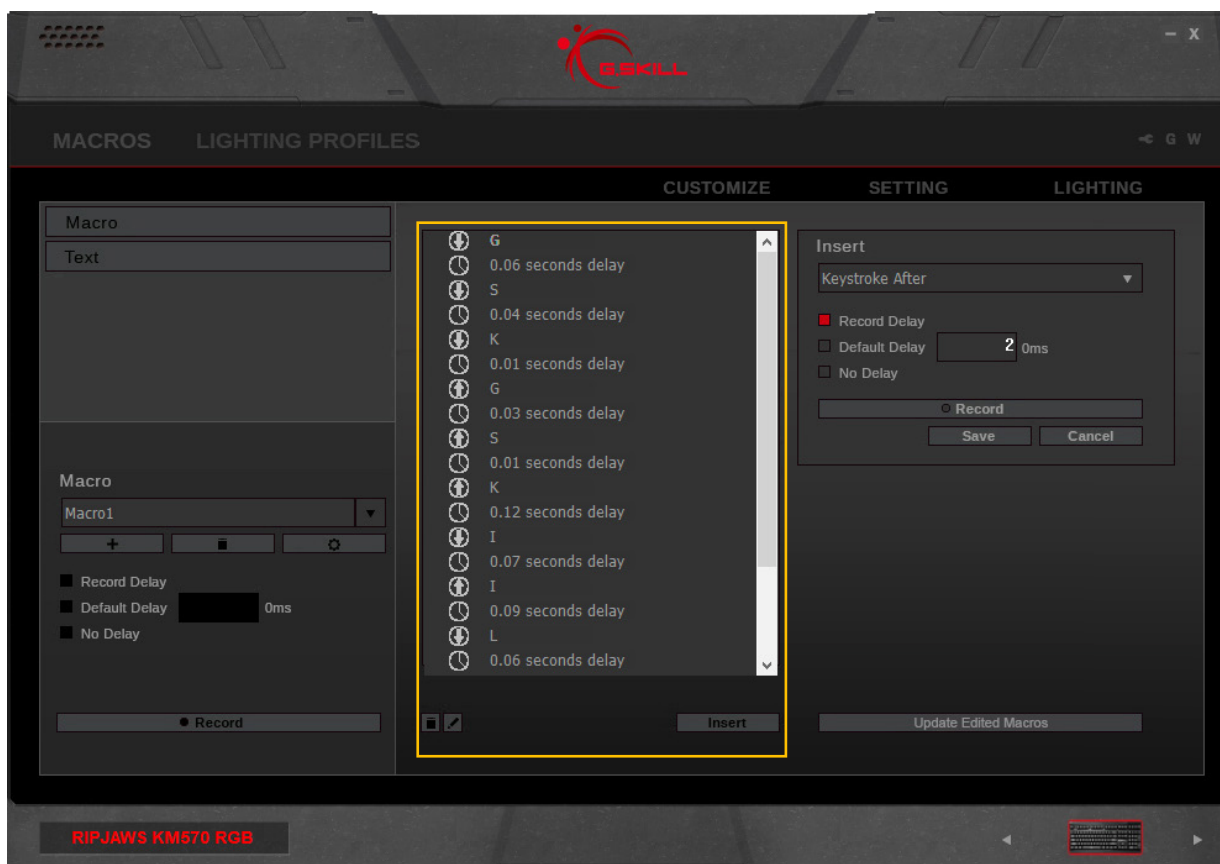 G.SKILL
– X
MACROS LIGHTING PROFILES
G W
CUSTOMIZE SETTING LIGHTING
Macro
Text
Macro
Macro1
+
Record Delay
Default Delay 0ms
No Delay
Record
G
0.06 seconds delay
S
0.04 seconds delay
K
0.01 seconds delay
G
0.03 seconds delay
S
0.01 seconds delay
K
0.12 seconds delay
I
0.07 seconds delay
I
0.09 seconds delay
L
0.06 seconds delay
Insert
Insert
Keystroke After
Record Delay
Default Delay 2 0ms
No Delay
Record
Save Cancel
Update Edited Macros
RIPJAWS KM570 RGB